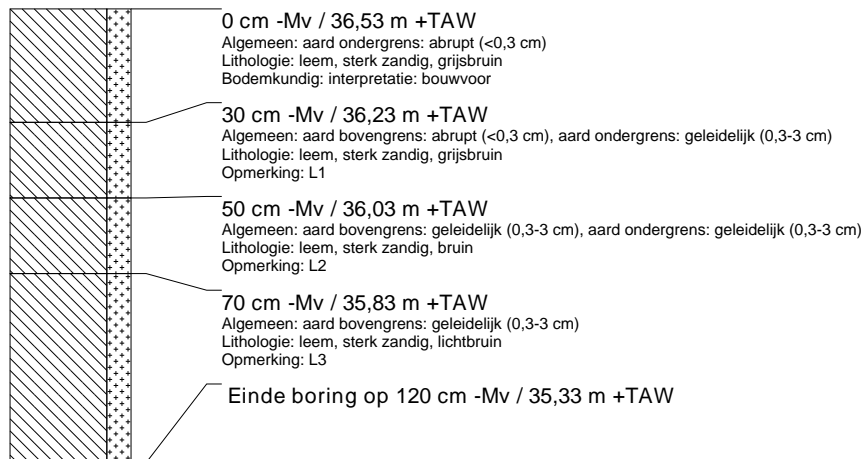 0 cm -Mv / 36,53 m +TAW
Algemeen: aard ondergrens: abrupt (<0,3 cm)
Lithologie: leem, sterk zandig, grijsbruin
Bodemkundig: interpretatie: bouwvoor
30 cm -Mv / 36,23 m +TAW
Algemeen: aard bovengrens: abrupt (<0,3 cm), aard ondergrens: geleidelijk (0,3-3 cm)
Lithologie: leem, sterk zandig, grijsbruin
Opmerking: L1
50 cm -Mv / 36,03 m +TAW
Algemeen: aard bovengrens: geleidelijk (0,3-3 cm), aard ondergrens: geleidelijk (0,3-3 cm)
Lithologie: leem, sterk zandig, bruin
Opmerking: L2
70 cm -Mv / 35,83 m +TAW
Algemeen: aard bovengrens: geleidelijk (0,3-3 cm)
Lithologie: leem, sterk zandig, lichtbruin
Opmerking: L3
Einde boring op 120 cm -Mv / 35,33 m +TAW